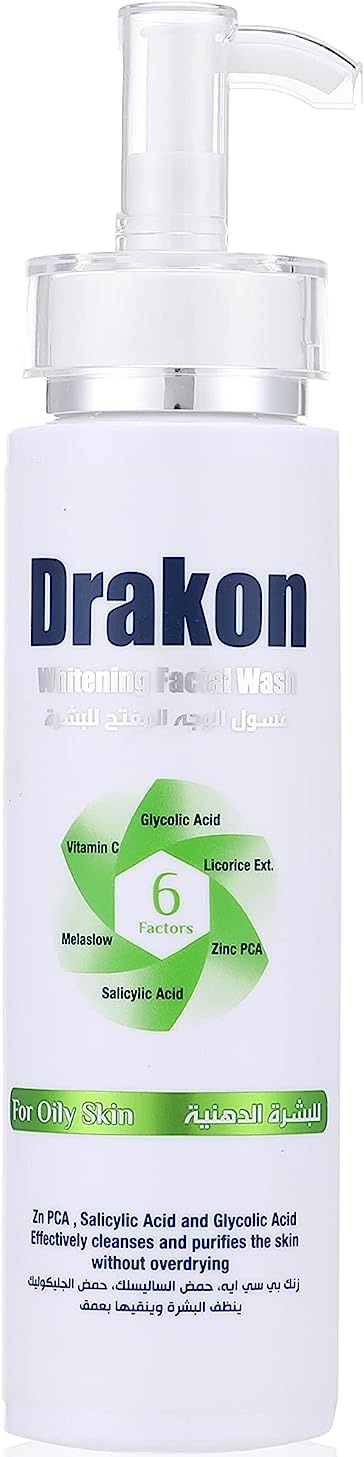 Drakon
Whitening Facial Wash
غسول الوجه المفتح للبشرة
Glycolic Acid
Vitamin C
Licorice Ext.
6
Factors
Melaslow
Zinc PCA
Salicylic Acid
For Oily Skin للبشرة الدهنية
Zn PCA , Salicylic Acid and Glycolic Acid
Effectively cleanses and purifies the skin
without overdrying
زنك بي سي ايه، حمض الساليسلك، حمض الجليكوليك
ينظف البشرة وينقيها بعمق